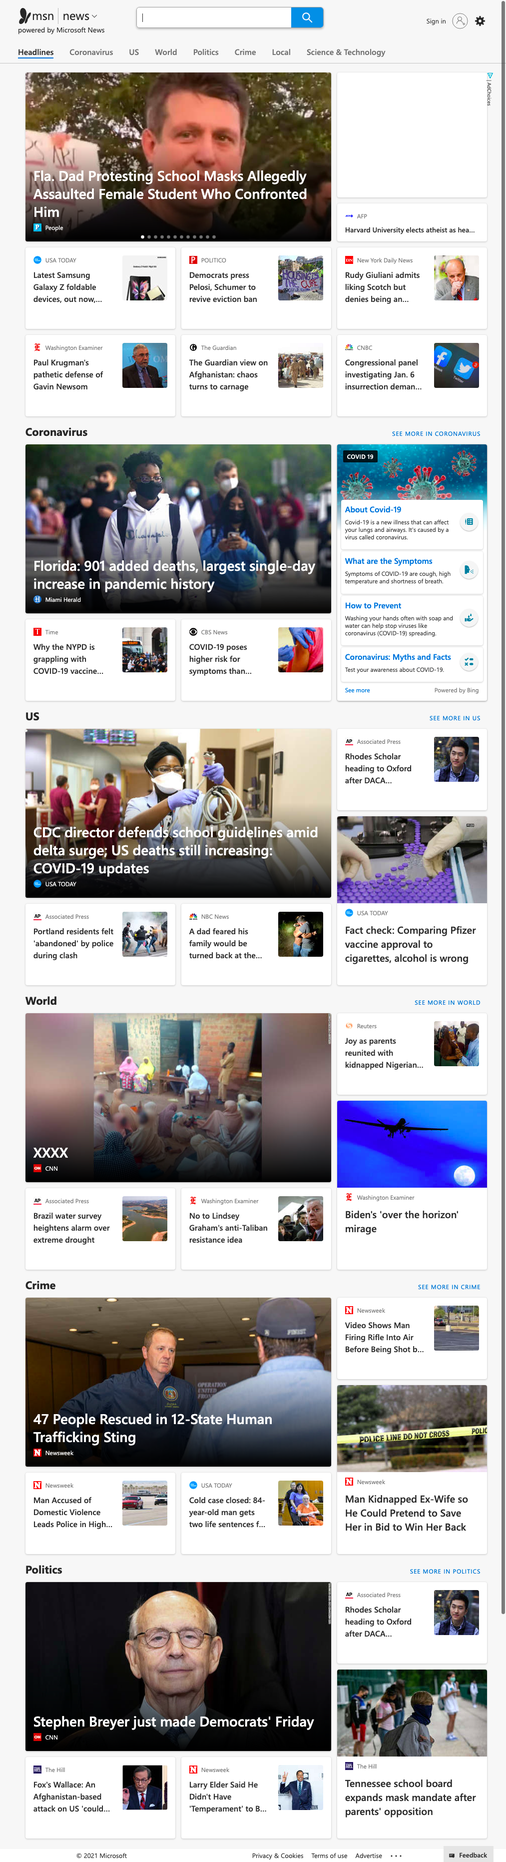 msn news
powered by Microsoft News
Sign in
Headlines Coronavirus US World Politics Crime Local Science & Technology
Fla. Dad Protesting School Masks Allegedly
Assaulted Female Student Who Confronted
Him
People
AdChoices
AFP
Harvard University elects atheist as hea...
USA TODAY
Latest Samsung
Galaxy Z foldable
devices, out now,...
POLITICO
Democrats press
Pelosi, Schumer to
revive eviction ban
New York Daily News
Rudy Giuliani admits
liking Scotch but
denies being an...
Washington Examiner
Paul Krugman's
pathetic defense of
Gavin Newsom
The Guardian
The Guardian view on
Afghanistan: chaos
turns to carnage
CNBC
Congressional panel
investigating Jan. 6
insurrection deman...
Coronavirus
SEE MORE IN CORONAVIRUS
Florida: 901 added deaths, largest single-day
increase in pandemic history
Miami Herald
COVID 19
About Covid-19
Covid-19 is a new illness that can affect
your lungs and airways. It's caused by a
virus called coronavirus.
What are the Symptoms
Symptoms of COVID-19 are cough, high
temperature and shortness of breath.
How to Prevent
Washing your hands often with soap and
water can help stop viruses like
coronavirus (COVID-19) spreading.
Coronavirus: Myths and Facts
Test your awareness about COVID-19.
See more
Powered by Bing
Time
Why the NYPD is
grappling with
COVID-19 vaccine...
CBS News
COVID-19 poses
higher risk for
symptoms than...
US
SEE MORE IN US
CDC director defends school guidelines amid
delta surge; US deaths still increasing:
COVID-19 updates
USA TODAY
Associated Press
Rhodes Scholar
heading to Oxford
after DACA...
USA TODAY
Fact check: Comparing Pfizer
vaccine approval to
cigarettes, alcohol is wrong
Associated Press
Portland residents felt
'abandoned' by police
during clash
NBC News
A dad feared his
family would be
turned back at the...
World
SEE MORE IN WORLD
XXXX
CNN
Reuters
Joy as parents
reunited with
kidnapped Nigerian...
Washington Examiner
Biden's 'over the horizon'
mirage
Associated Press
Brazil water survey
heightens alarm over
extreme drought
Washington Examiner
No to Lindsey
Graham's anti-Taliban
resistance idea
Crime
SEE MORE IN CRIME
47 People Rescued in 12-State Human
Trafficking Sting
Newsweek
Newsweek
Video Shows Man
Firing Rifle Into Air
Before Being Shot b...
POLICE LINE DO NOT CROSS
Newsweek
Man Kidnapped Ex-Wife so
He Could Pretend to Save
Her in Bid to Win Her Back
Newsweek
Man Accused of
Domestic Violence
Leads Police in High...
USA TODAY
Cold case closed: 84-
year-old man gets
two life sentences f...
Politics
SEE MORE IN POLITICS
Stephen Breyer just made Democrats' Friday
CNN
Associated Press
Rhodes Scholar
heading to Oxford
after DACA...
The Hill
Tennessee school board
expands mask mandate after
parents' opposition
The Hill
Fox's Wallace: An
Afghanistan-based
attack on US 'could...
Newsweek
Larry Elder Said He
Didn't Have
'Temperament' to B...
© 2021 Microsoft
Privacy & Cookies Terms of use Advertise
Feedback